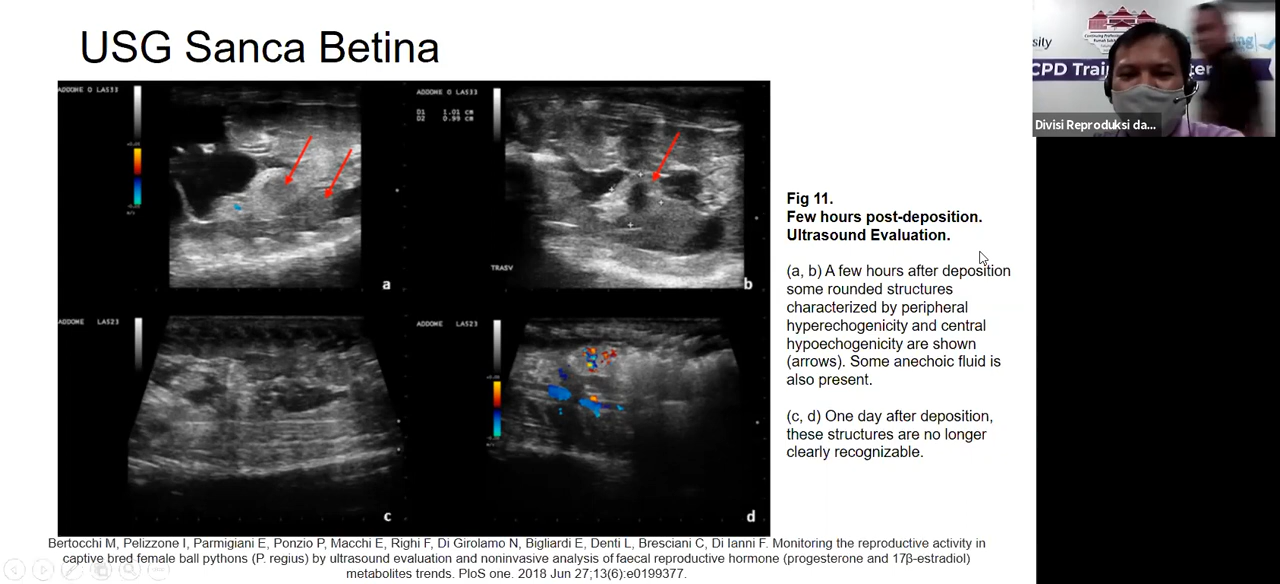 USG Sanca Betina
ADDOME O LAS33
ADDOME O LAS33
D1 1.01 cm
D2 0.99 cm
TRASV
a
b
ADDOME LAS23
ADDOME LAS23
c
d
Fig 11.
Few hours post-deposition.
Ultrasound Evaluation.
(a, b) A few hours after deposition
some rounded structures
characterized by peripheral
hyperechogenicity and central
hypoechogenicity are shown
(arrows). Some anechoic fluid is
also present.
(c, d) One day after deposition,
these structures are no longer
clearly recognizable.
Bertocchi M, Pelizzone I, Parmigiani E, Ponzio P, Macchi E, Righi F, Di Girolamo N, Bigliardi E, Denti L, Bresciani C, Di Ianni F. Monitoring the reproductive activity in
captive bred female ball pythons (P. regius) by ultrasound evaluation and noninvasive analysis of faecal reproductive hormone (progesterone and 17β-estradiol)
metabolites trends. PloS one. 2018 Jun 27;13(6):e0199377.
CPD Trai
Divisi Reproduksi da...